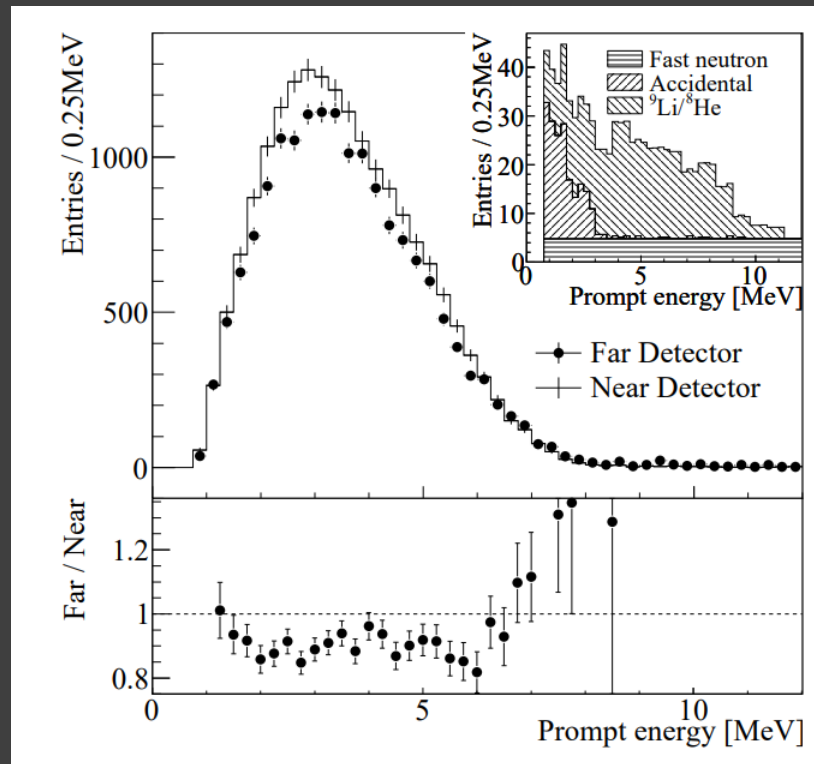 Entries / 0.25MeV
1000
500
0
Entries / 0.25MeV
40
30
20
10
0
Fast neutron
Accidental
⁹Li/⁸He
0
5
10
Prompt energy [MeV]
Far Detector
Near Detector
Far / Near
1.2
1
0.8
0
5
10
Prompt energy [MeV]